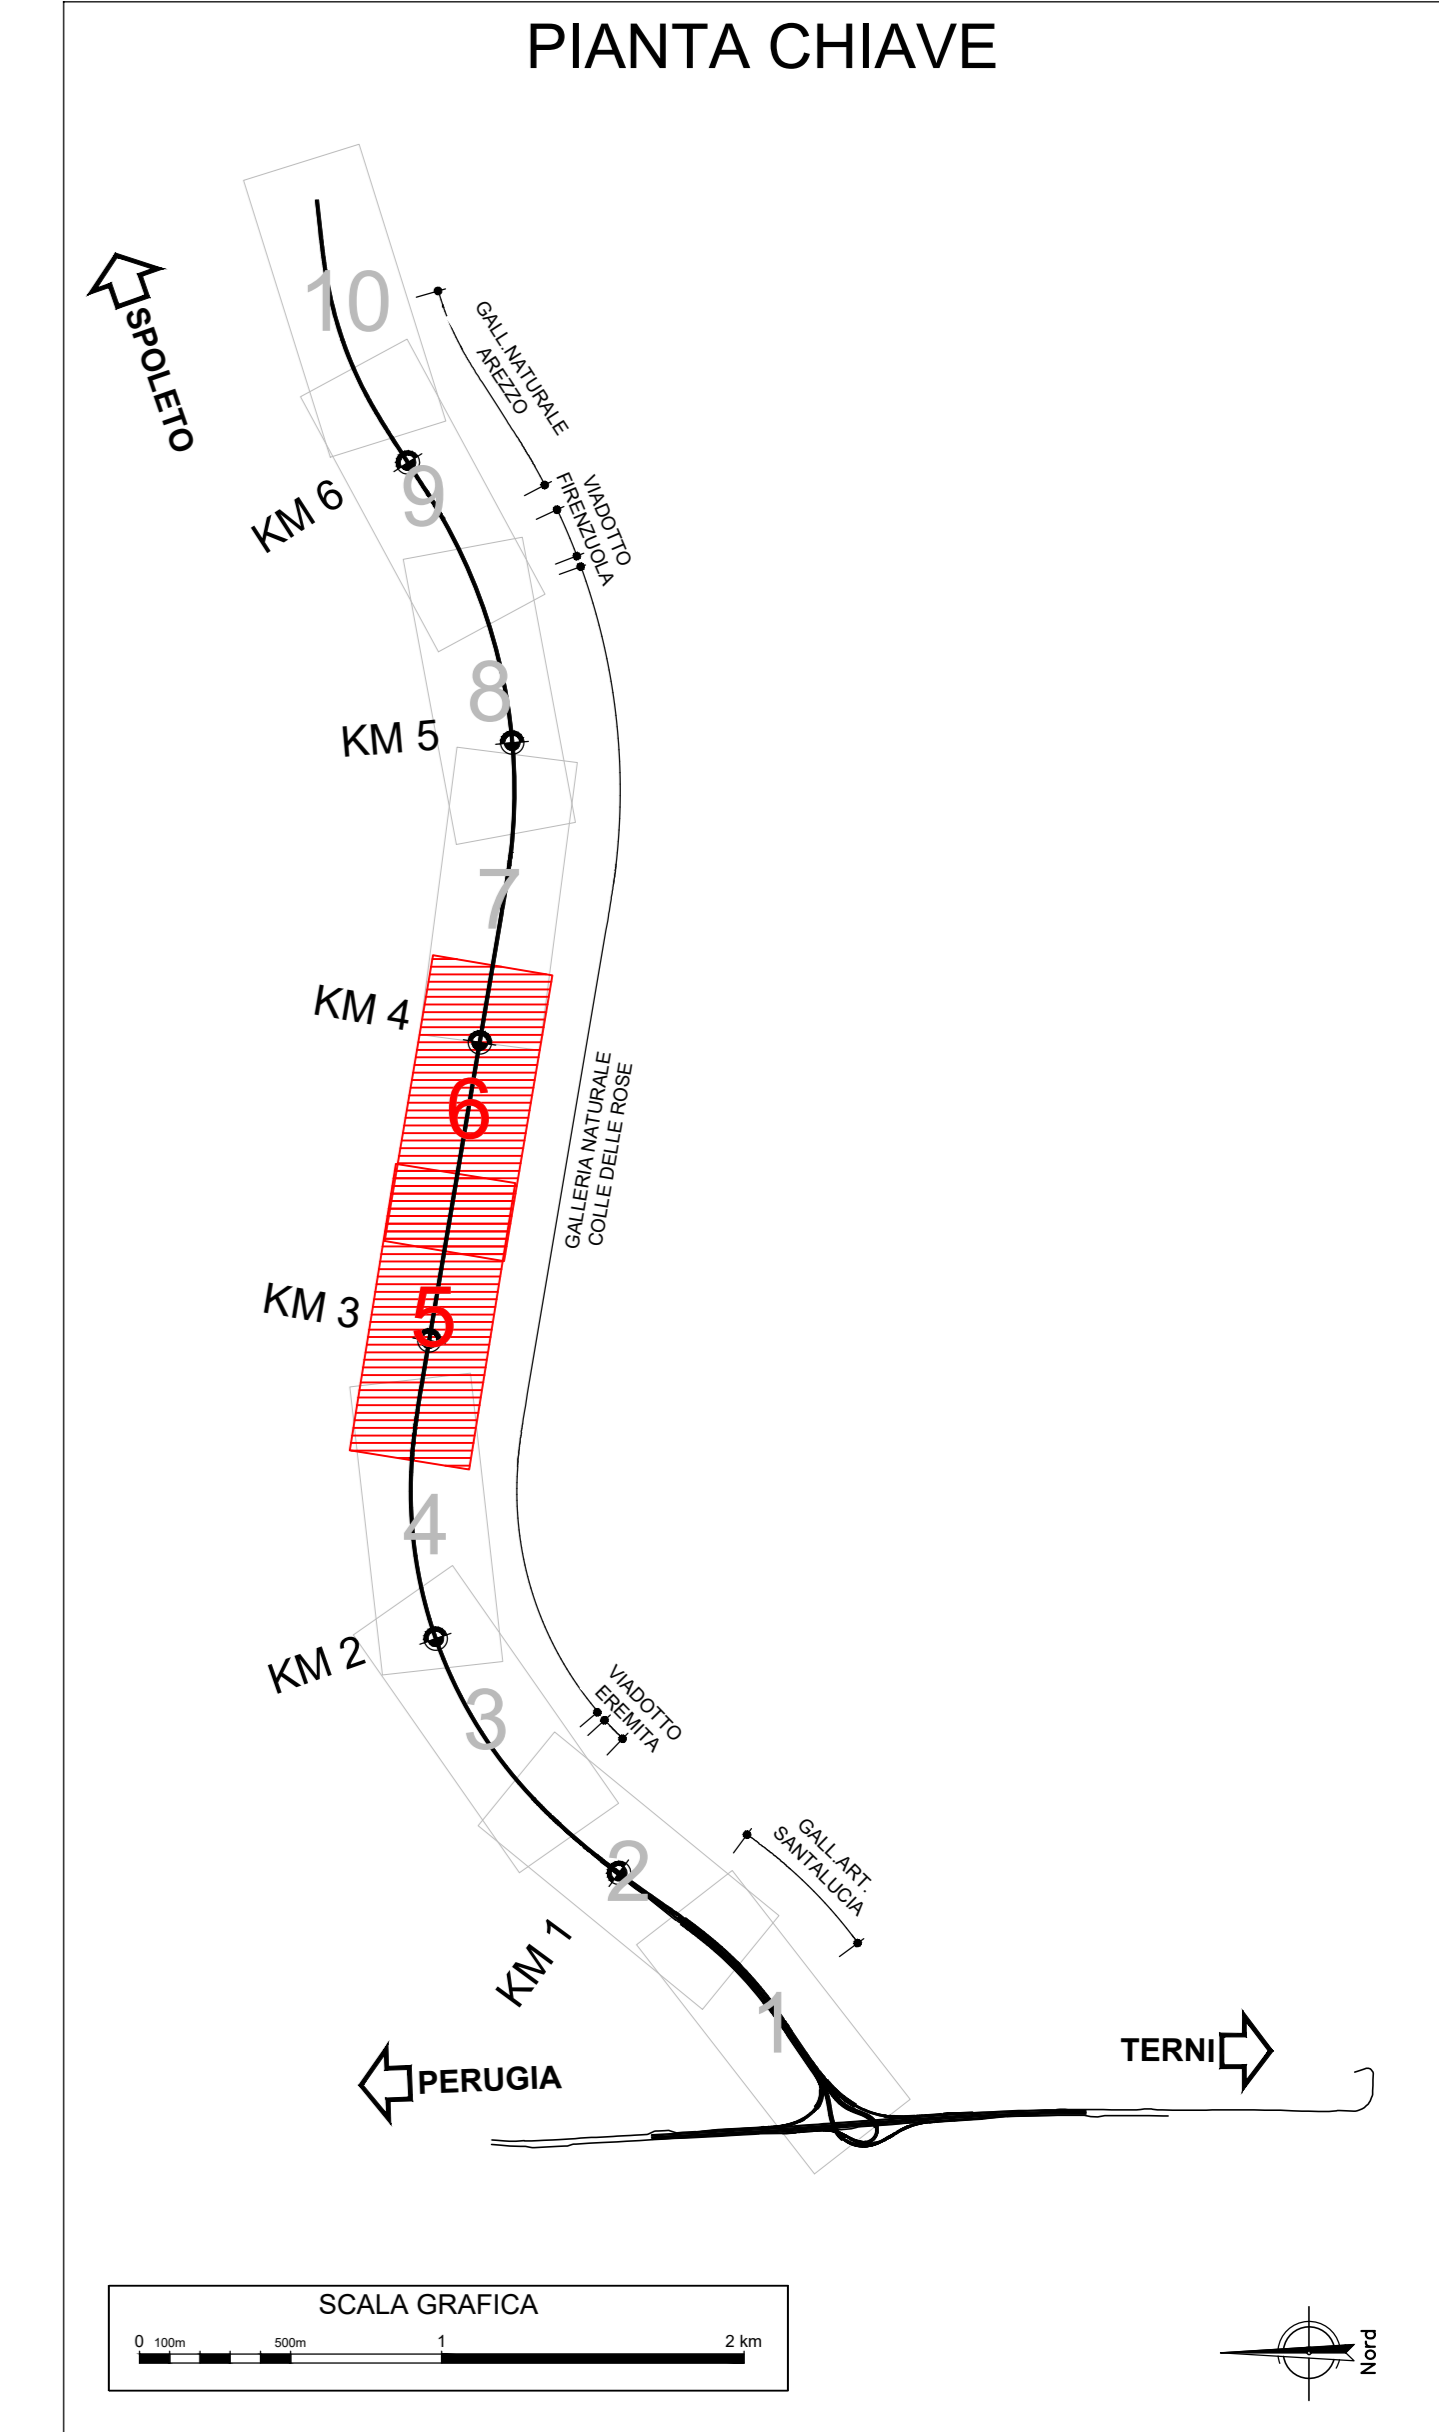 PIANTA CHIAVE
10
SPOLETO
GALL.NATURALE
AREZZO
9
KM 6
VIADOTTO
FIRENZUOLA
8
KM 5
7
KM 4
6
GALLERIA NATURALE
COLLE DELLE ROSE
KM 3
5
4
KM 2
3
VIADOTTO
EREMITA
2
GALL.ART.
SANTALUCIA
KM 1
1
TERNI
PERUGIA
SCALA GRAFICA
0 100m 500m 1 2 km
Nord